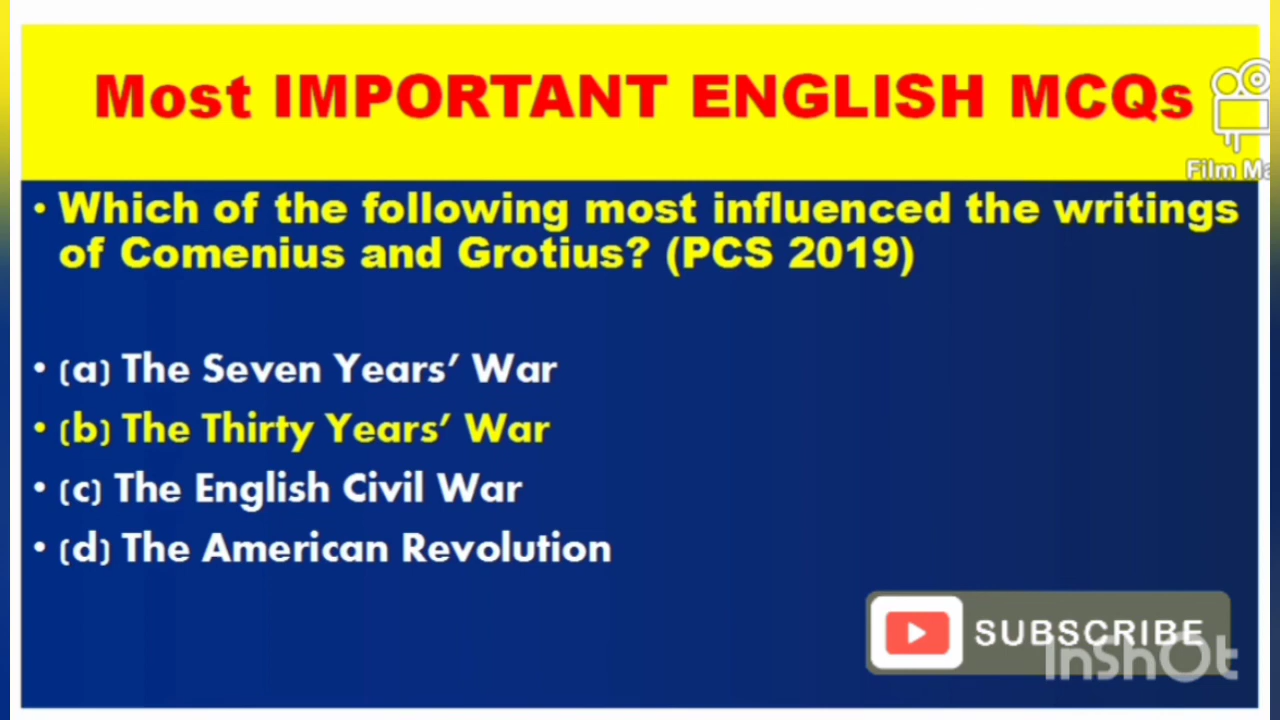 Most IMPORTANT ENGLISH MCQs
Film Ma
• Which of the following most influenced the writings
of Comenius and Grotius? (PCS 2019)
• (a) The Seven Years’ War
• (b) The Thirty Years’ War
• (c) The English Civil War
• (d) The American Revolution
SUBSCRIBE
InShOt